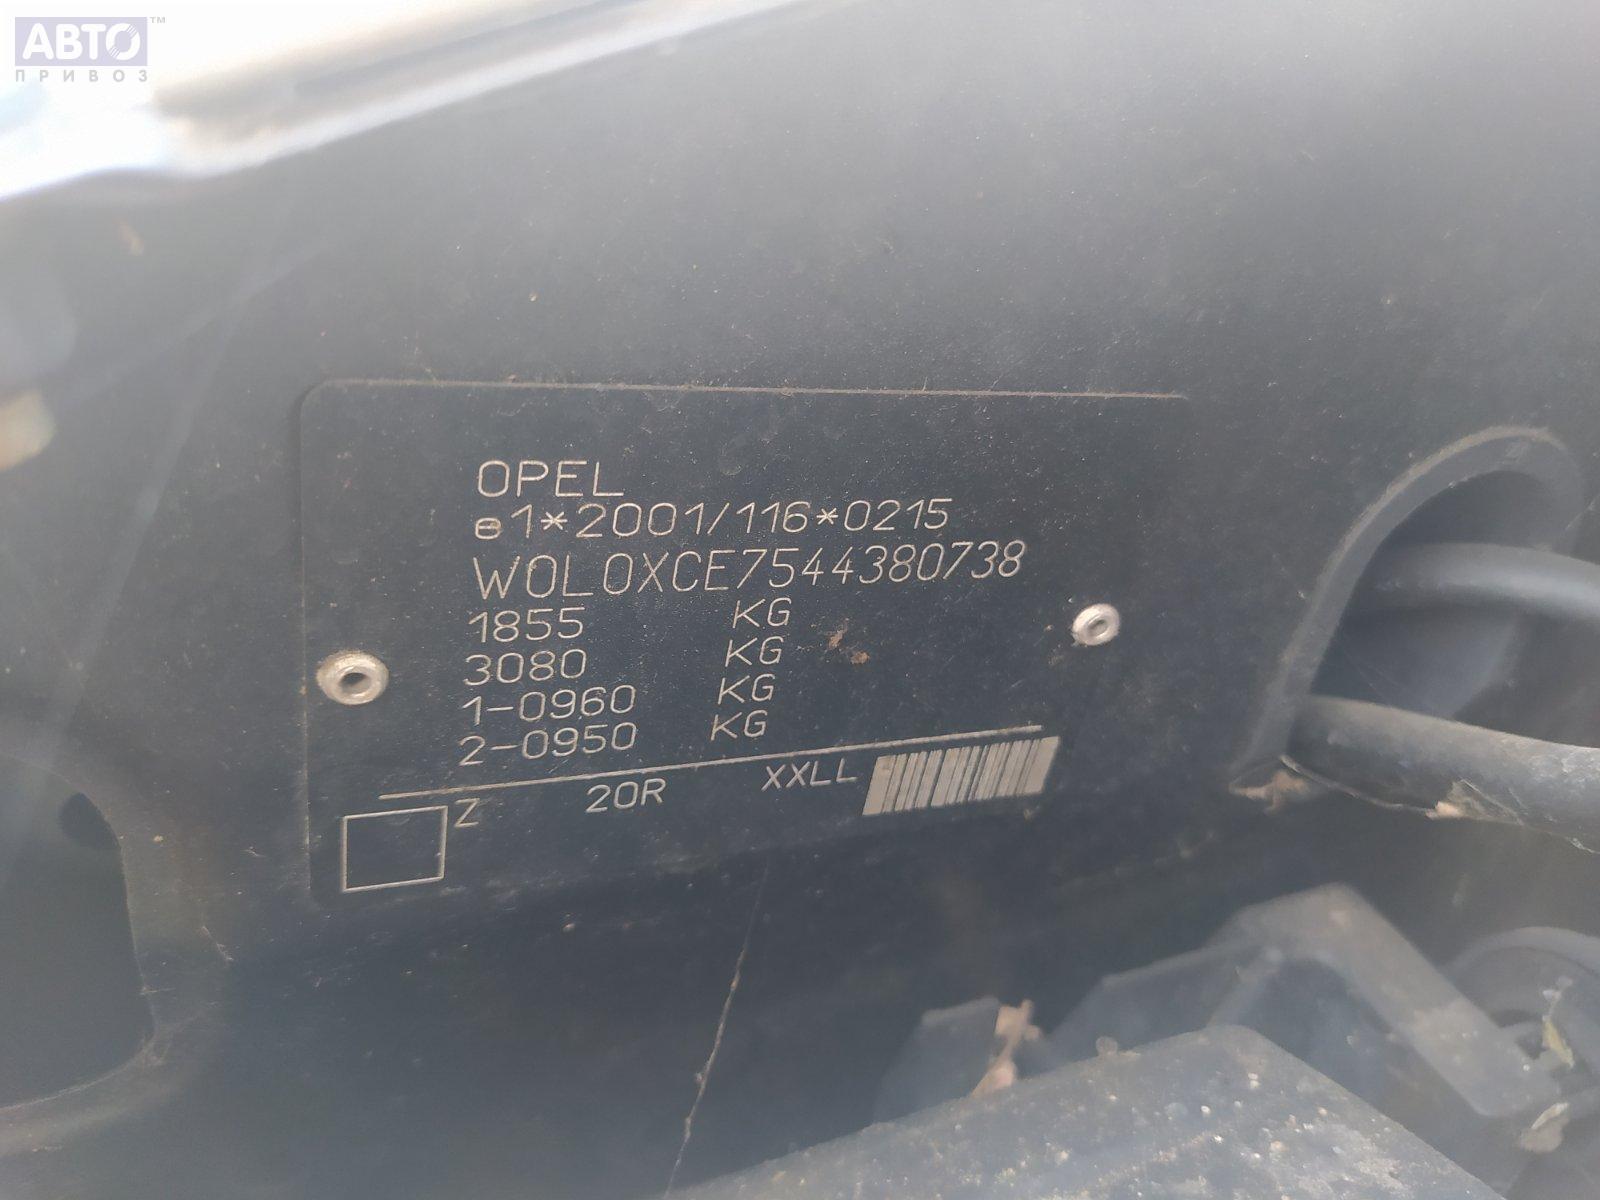 АВТО™
ПРИВОЗ
OPEL
e1*2001/116*0215
W0L0XCE7544380738
1855 KG
3080 KG
1-0960 KG
2-0950 KG
Z 20R XXLL